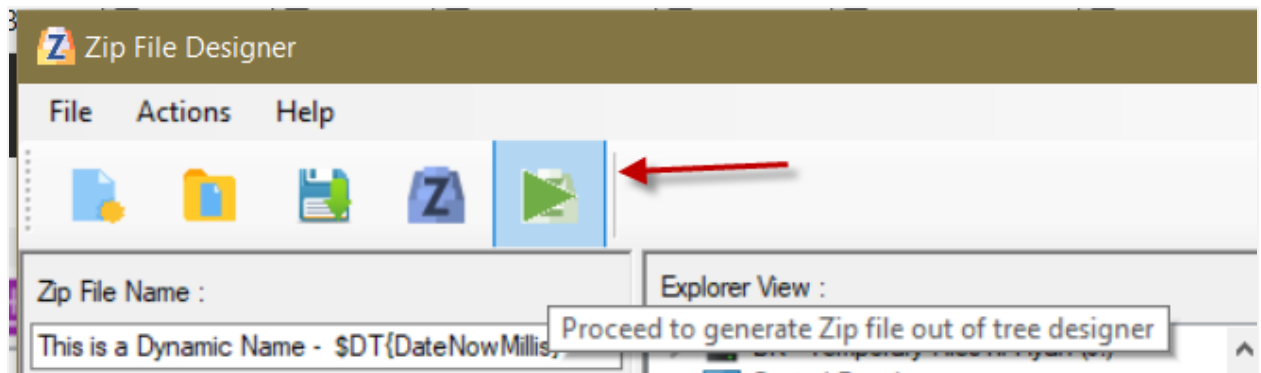 Zip File Designer
File Actions Help
Zip File Name :
Explorer View :
This is a Dynamic Name - $DT{DateNowMillis}
Proceed to generate Zip file out of tree designer